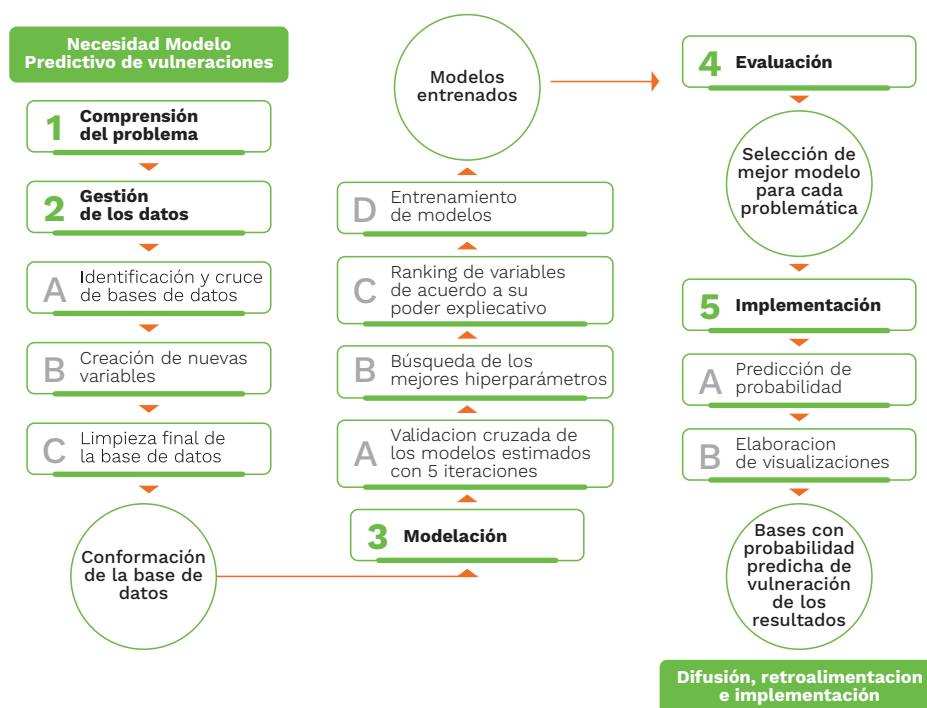 Necesidad Modelo
Predictivo de vulneraciones
1 Comprensión
del problema
2 Gestión
de los datos
A Identificación y cruce
de bases de datos
B Creación de nuevas
variables
C Limpieza final de
la base de datos
Conformación
de la base de
datos
3 Modelación
A Validacion cruzada de
los modelos estimados
con 5 iteraciones
B Búsqueda de los
mejores hiperparámetros
C Ranking de variables
de acuerdo a su
poder expliecativo
D Entrenamiento
de modelos
Modelos
entrenados
4 Evaluación
Selección de
mejor modelo
para cada
problemática
5 Implementación
A Predicción de
probabilidad
B Elaboracion
de visualizaciones
Bases con
probabilidad
predicha de
vulneración
de los
resultados
Difusión, retroalimentacion
e implementación